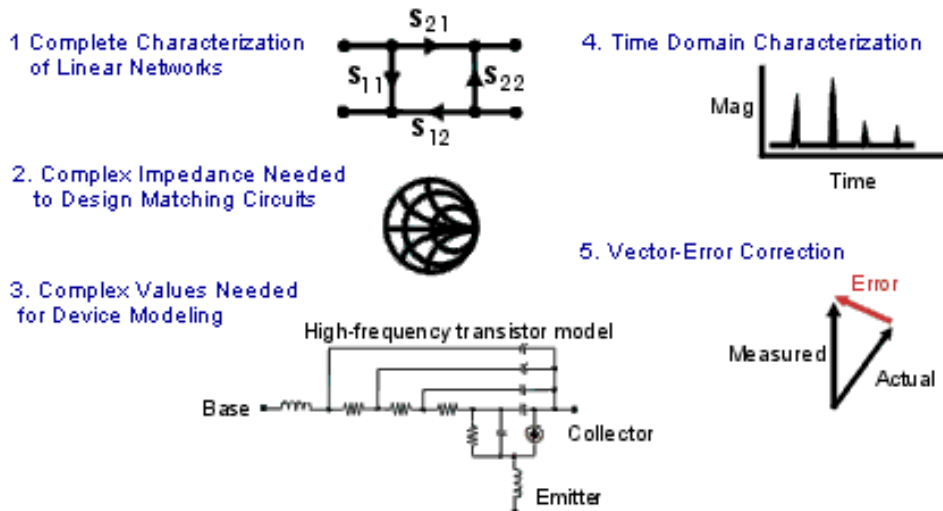 1 Complete Characterization
of Linear Networks
S21
S11
S22
S12
2. Complex Impedance Needed
to Design Matching Circuits
3. Complex Values Needed
for Device Modeling
High-frequency transistor model
Base
Collector
Emitter
4. Time Domain Characterization
Mag
Time
5. Vector-Error Correction
Error
Measured
Actual